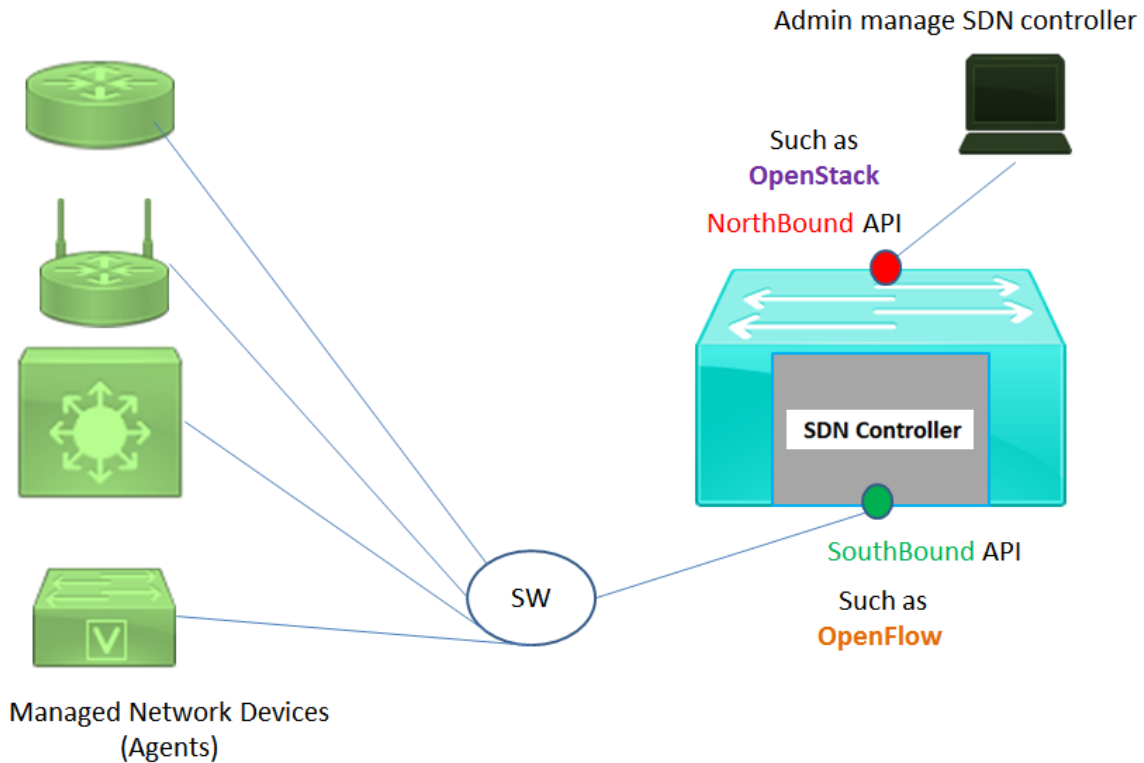 Admin manage SDN controller
Such as
OpenStack
NorthBound API
SDN Controller
SW
SouthBound API
Such as
OpenFlow
V
Managed Network Devices
(Agents)